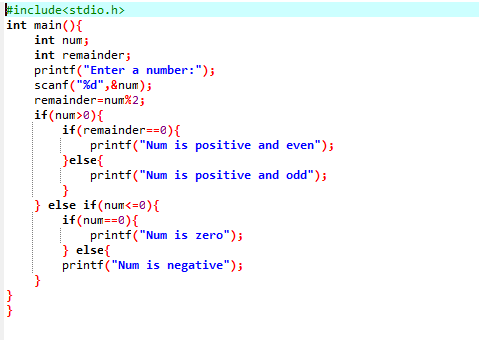 #include<stdio.h>
int main(){
    int num;
    int remainder;
    printf("Enter a number:");
    scanf("%d",&num);
    remainder=num%2;
    if(num>0){
        if(remainder==0){
            printf("Num is positive and even");
        }else{
            printf("Num is positive and odd");
        }
    } else if(num<=0){
        if(num==0){
            printf("Num is zero");
        } else{
        printf("Num is negative");
    }
}
}